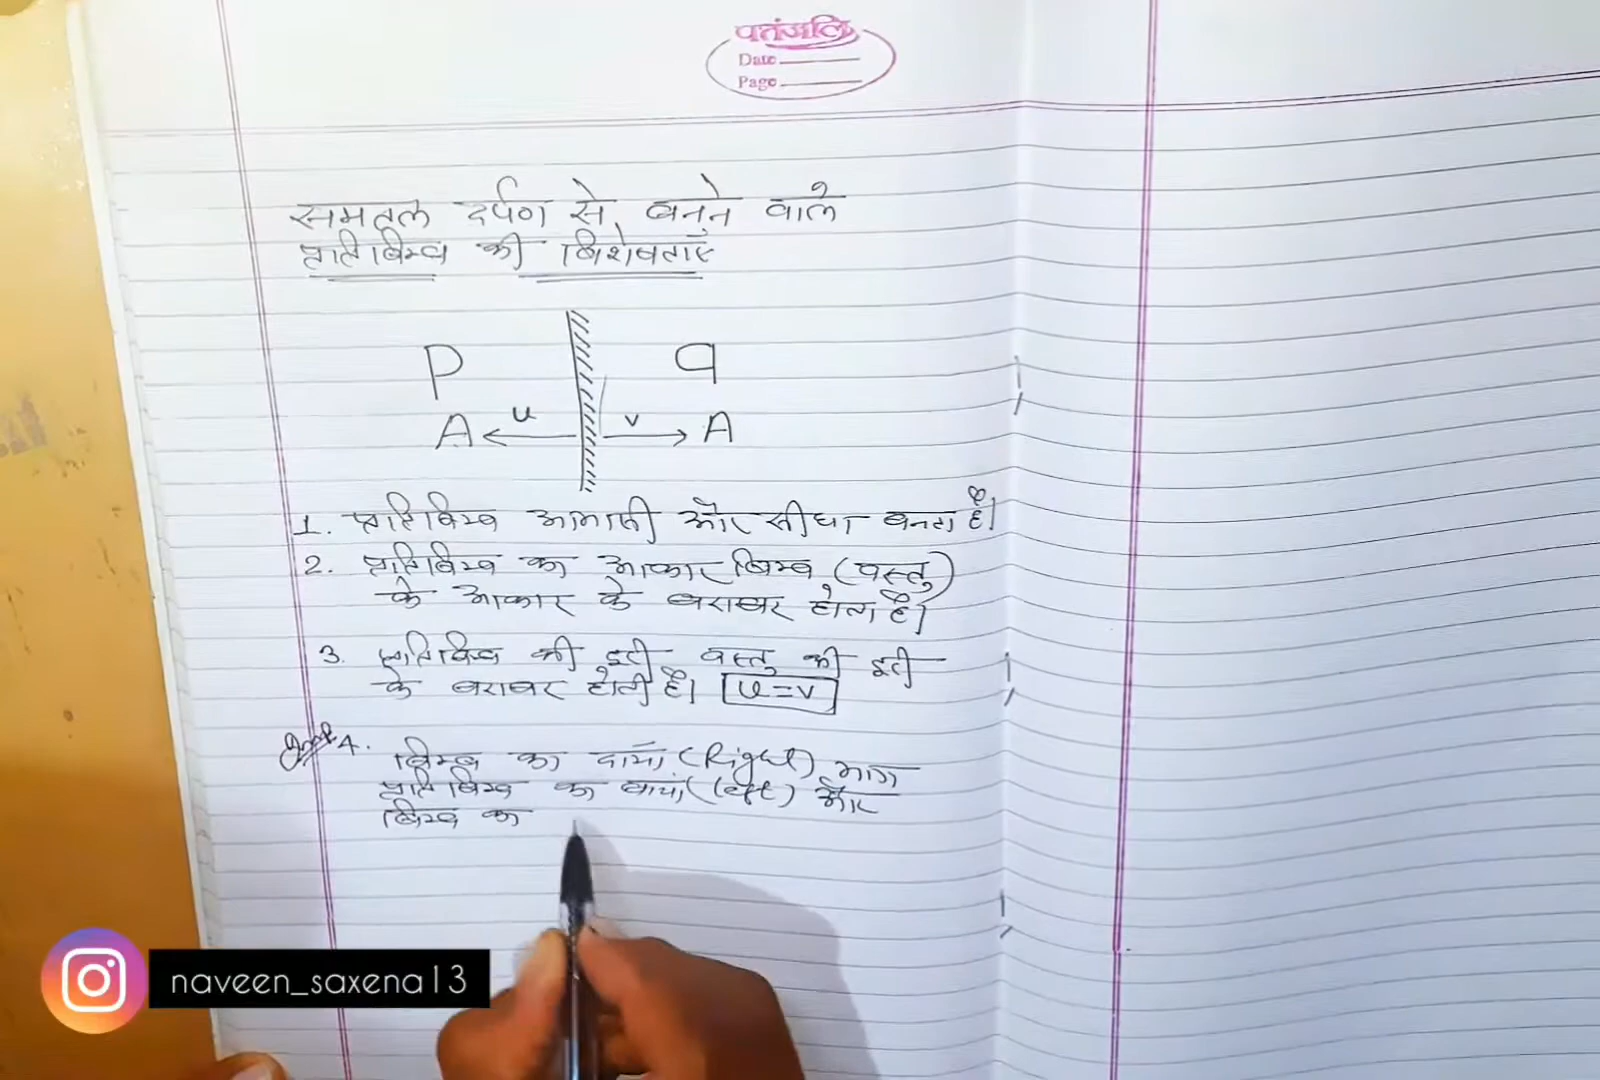 पतंजलि
Date
Page
समतल दर्पण से बनने वाले
प्रतिबिम्ब की बिशेषताएं
P
q
A
u
v
A
1. प्रतिबिम्ब आभासी और सीधा बनता है।
2. प्रतिबिम्ब का आकार बिम्ब (वस्तु)
के आकार के बराबर होता है।
3. प्रतिबिम्ब की दूरी वस्तु की दूरी
के बराबर होती है। u=v
4. बिम्ब का दायाँ (Right) भाग
प्रतिबिम्ब का बायां (left) और
बिम्ब का
naveen_saxena13